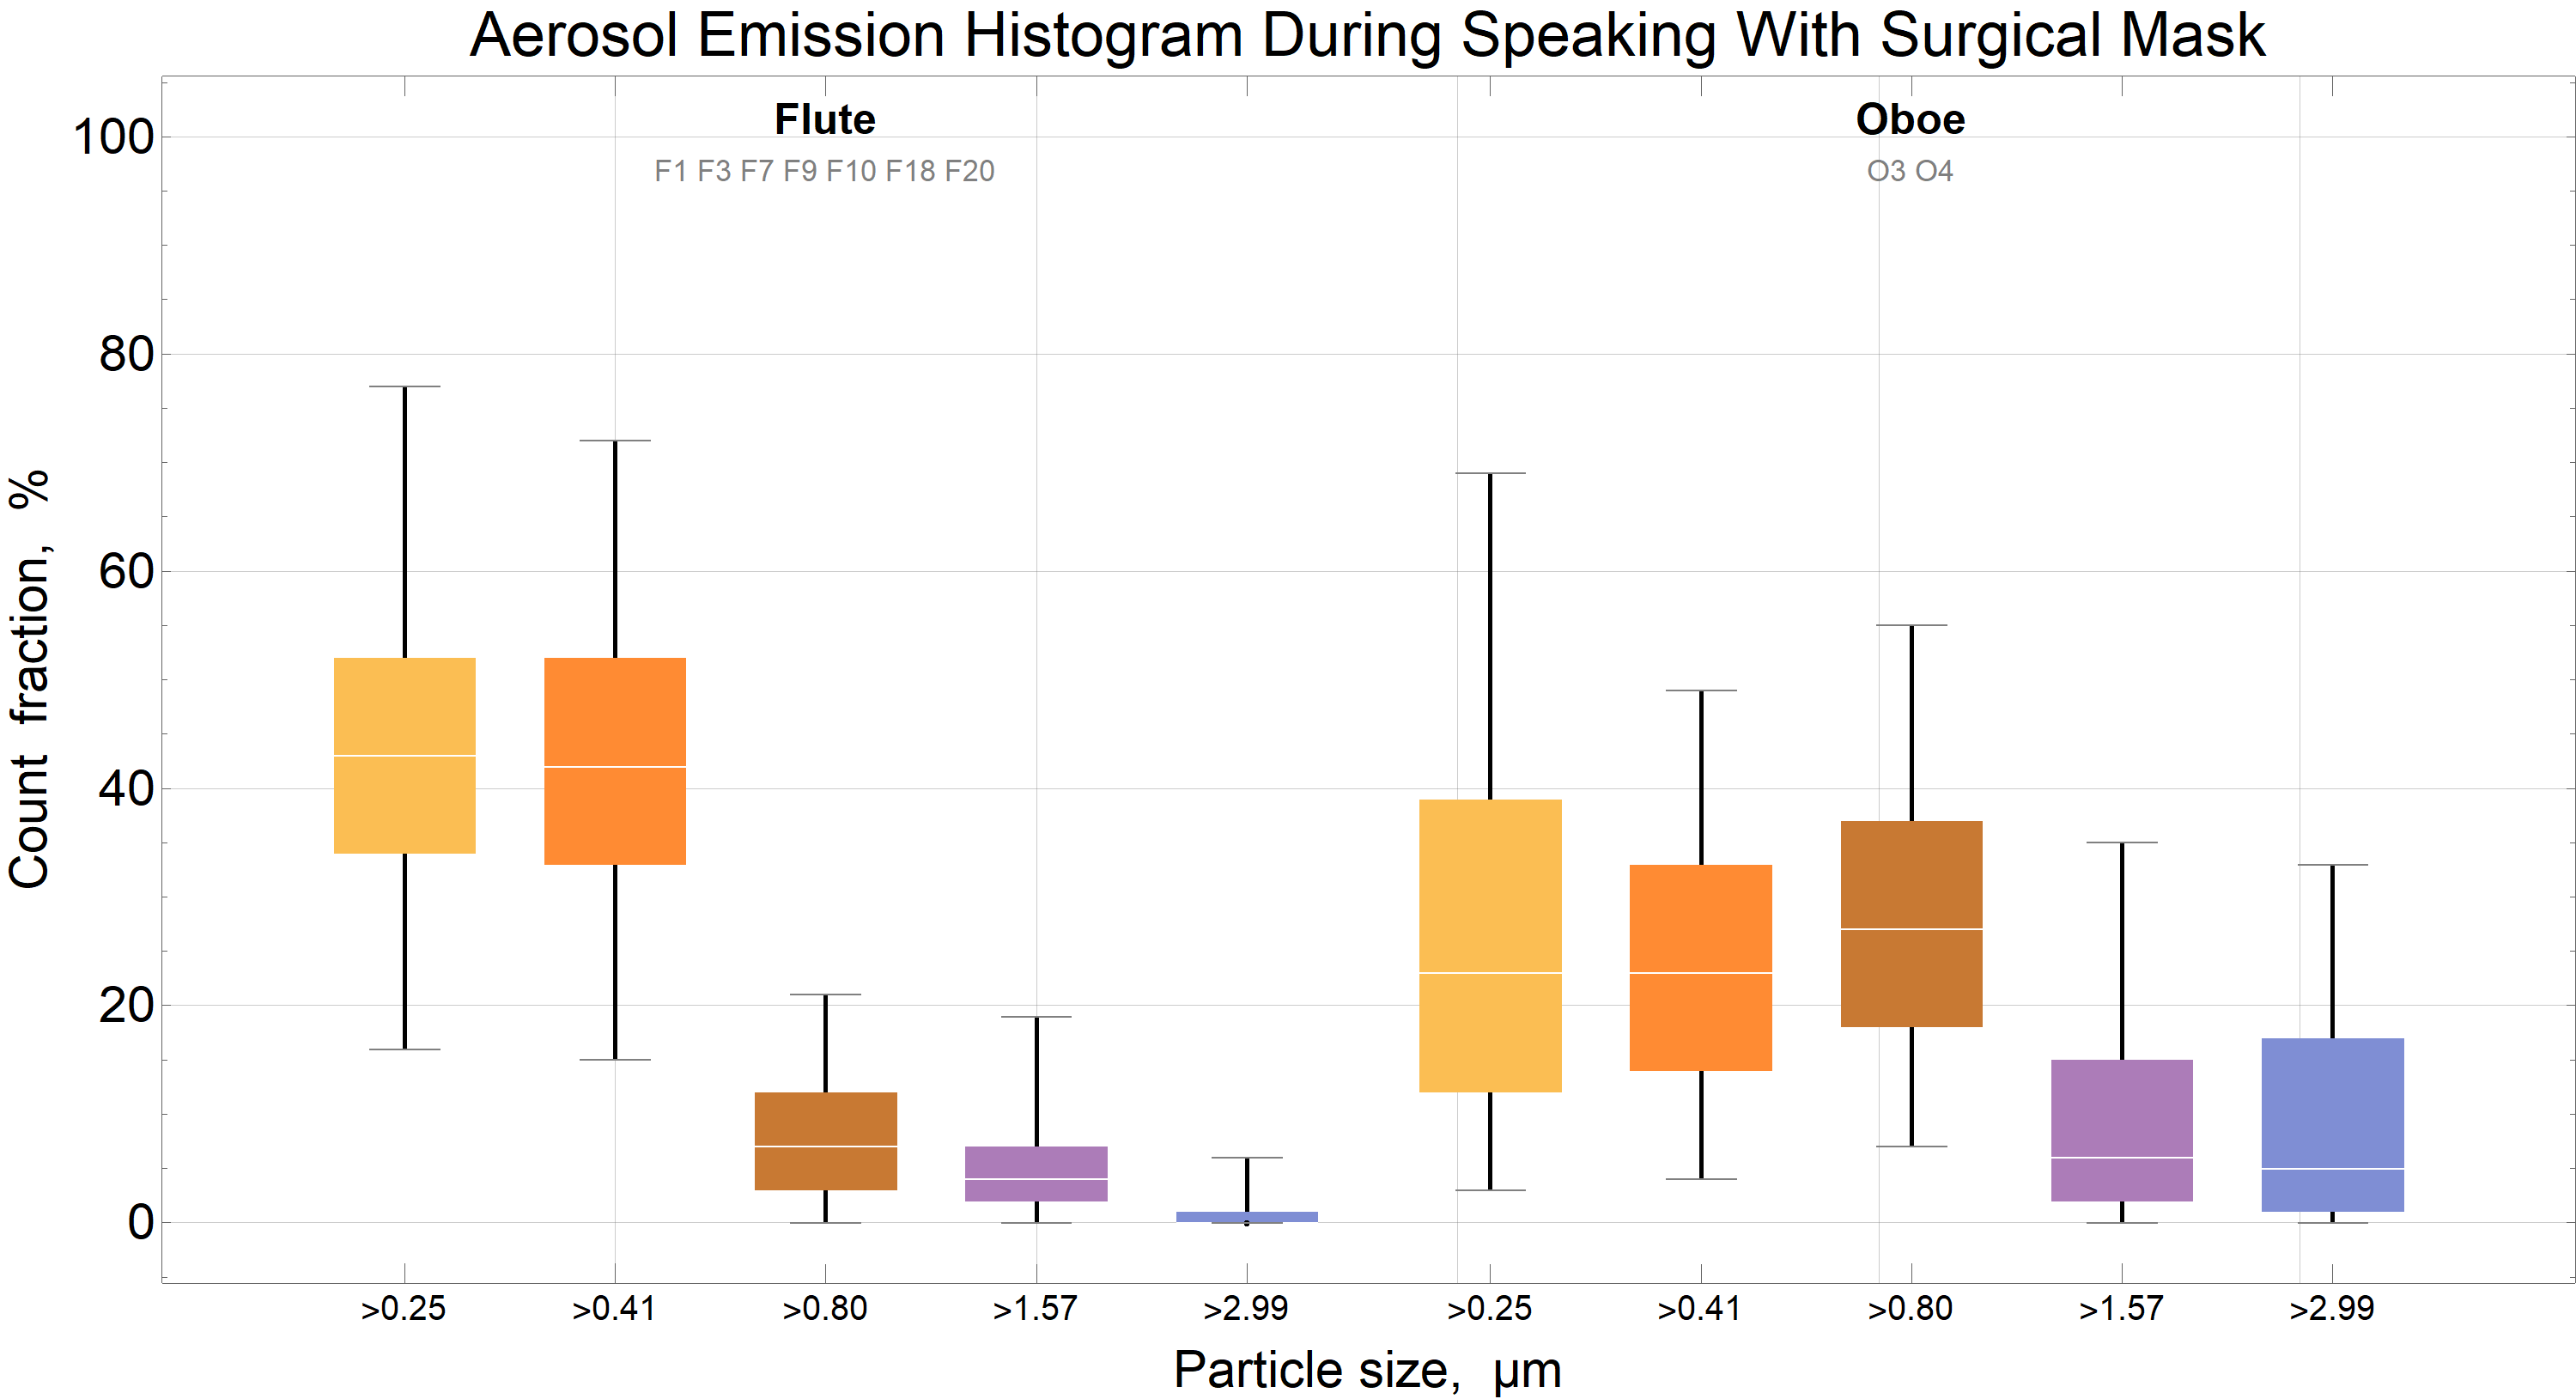 Aerosol Emission Histogram During Speaking With Surgical Mask
Flute
Oboe
F1 F3 F7 F9 F10 F18 F20
O3 O4
100
80
60
40
20
0
Count fraction, %
>0.25 >0.41 >0.80 >1.57 >2.99 >0.25 >0.41 >0.80 >1.57 >2.99
Particle size, μm